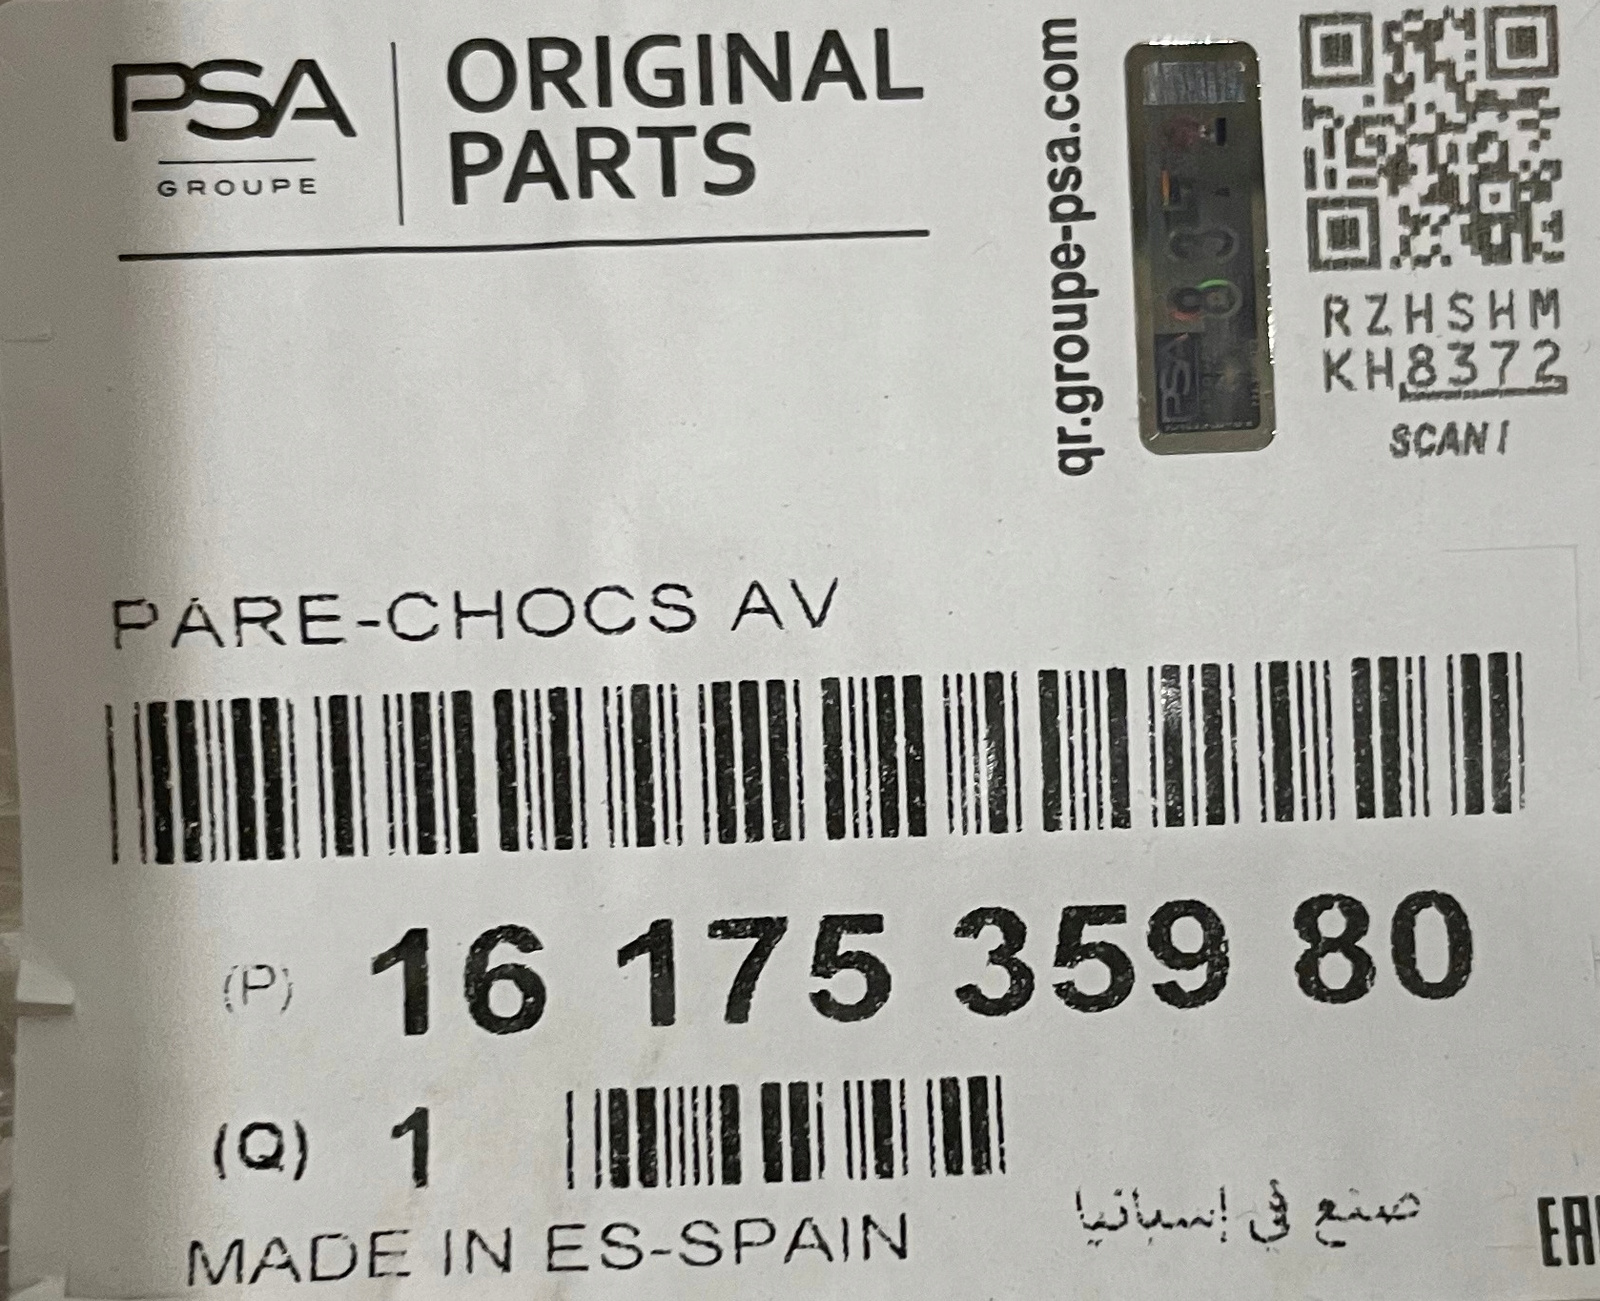 PSA
GROUPE
ORIGINAL
PARTS
qr.groupe-psa.com
RZHSHM
KH8372
SCAN!
PARE-CHOCS AV
(P) 16 175 359 80
(Q) 1
MADE IN ES-SPAIN
صنع في إسبانيا